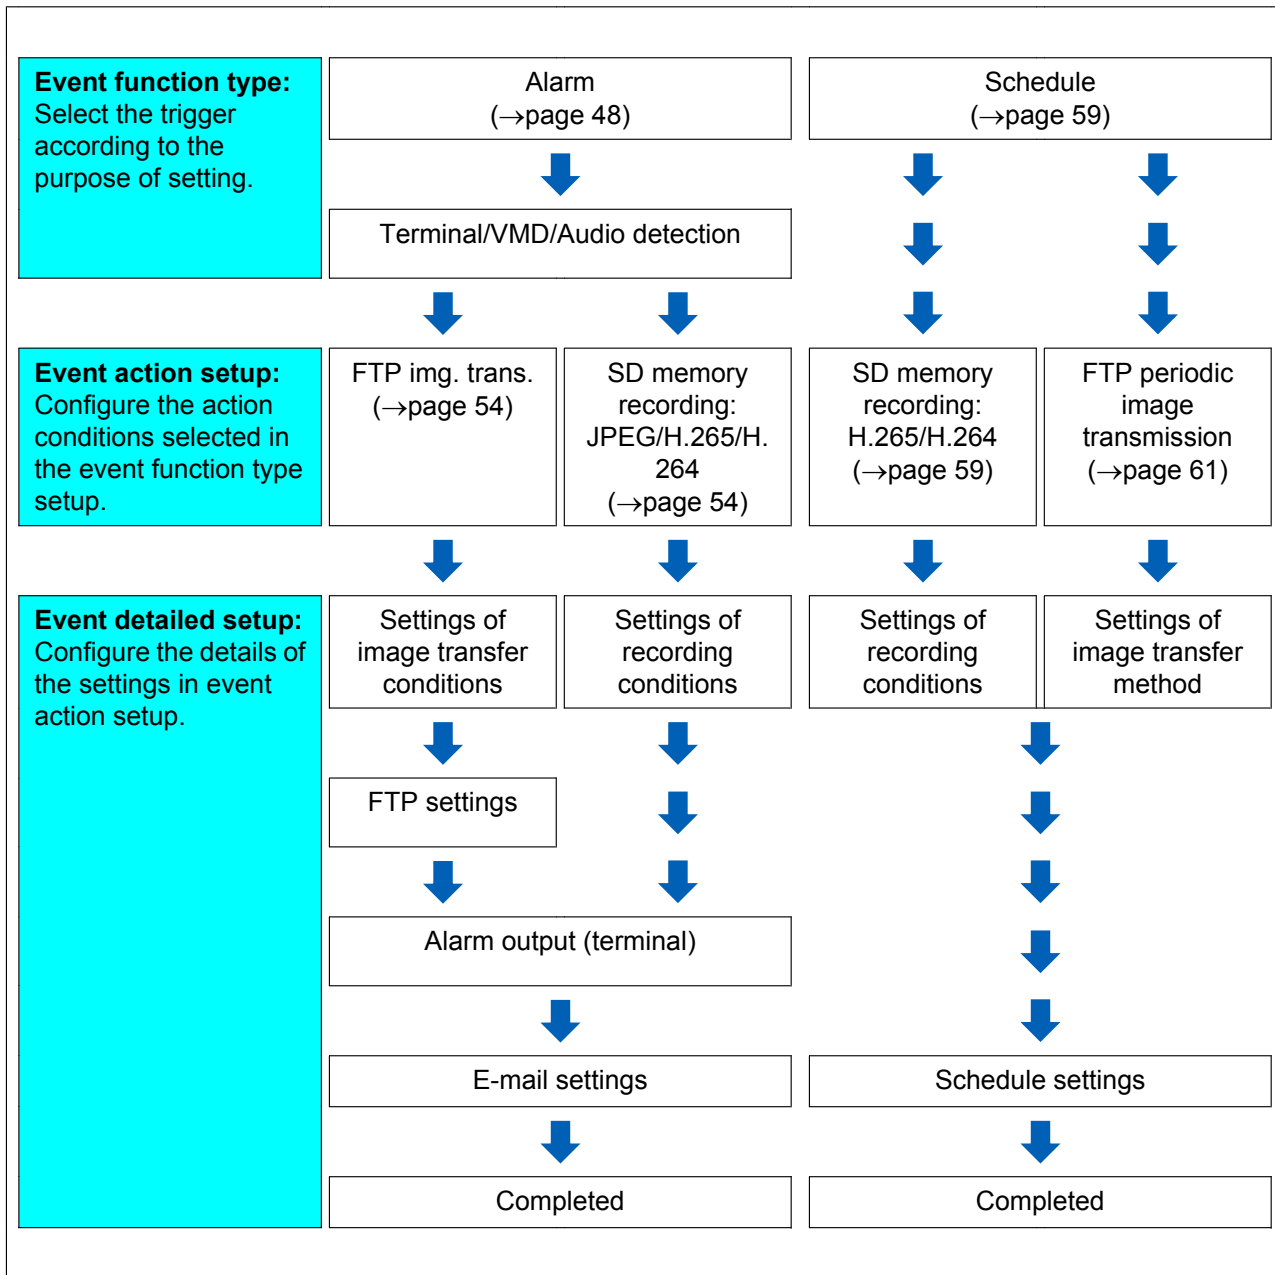 Event function type:
Select the trigger
according to the
purpose of setting.
Alarm
(→page 48)
Schedule
(→page 59)
Terminal/VMD/Audio detection
Event action setup:
Configure the action
conditions selected in
the event function type
setup.
FTP img. trans.
(→page 54)
SD memory
recording:
JPEG/H.265/H.
264
(→page 54)
SD memory
recording:
H.265/H.264
(→page 59)
FTP periodic
image
transmission
(→page 61)
Event detailed setup:
Configure the details of
the settings in event
action setup.
Settings of
image transfer
conditions
Settings of
recording
conditions
Settings of
recording
conditions
Settings of
image transfer
method
FTP settings
Alarm output (terminal)
E-mail settings
Schedule settings
Completed
Completed